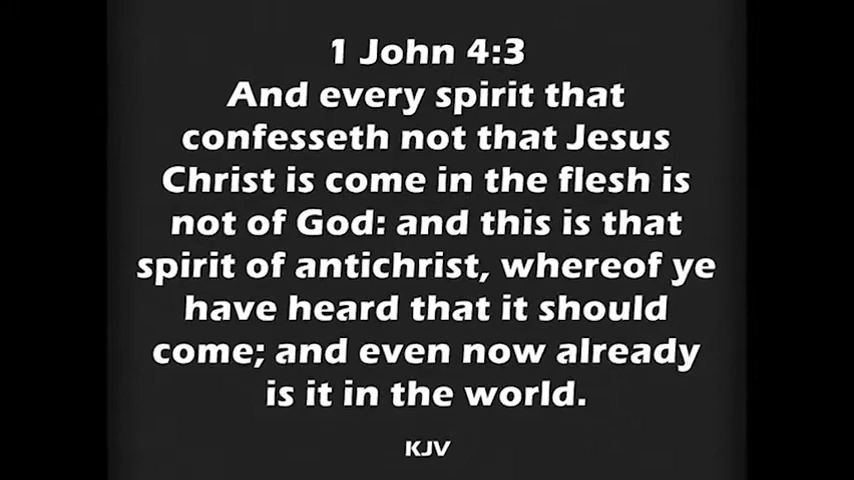 1 John 4:3
And every spirit that
confesseth not that Jesus
Christ is come in the flesh is
not of God: and this is that
spirit of antichrist, whereof ye
have heard that it should
come; and even now already
is it in the world.
KJV